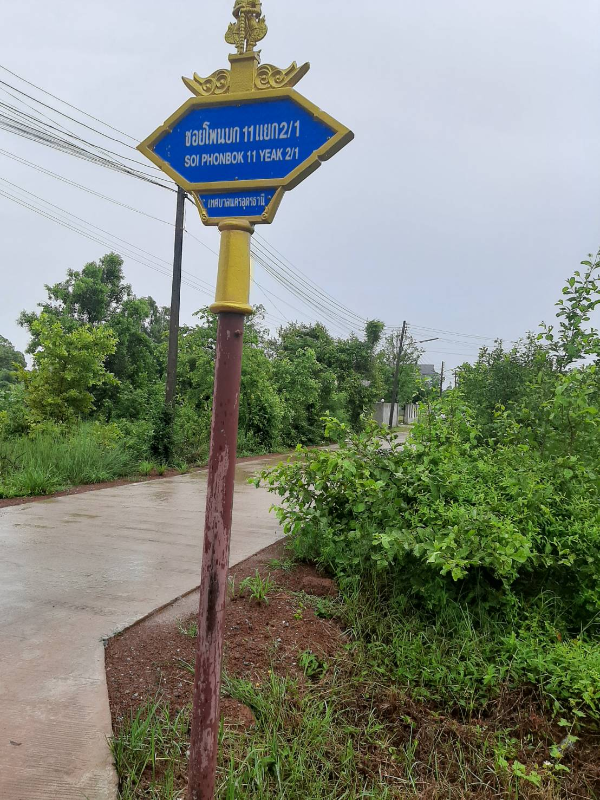 ซอยโพนบก 11 แยก 2/1
SOI PHONBOK 11 YEAK 2/1
"เทศบาลนครอุดรธานี"